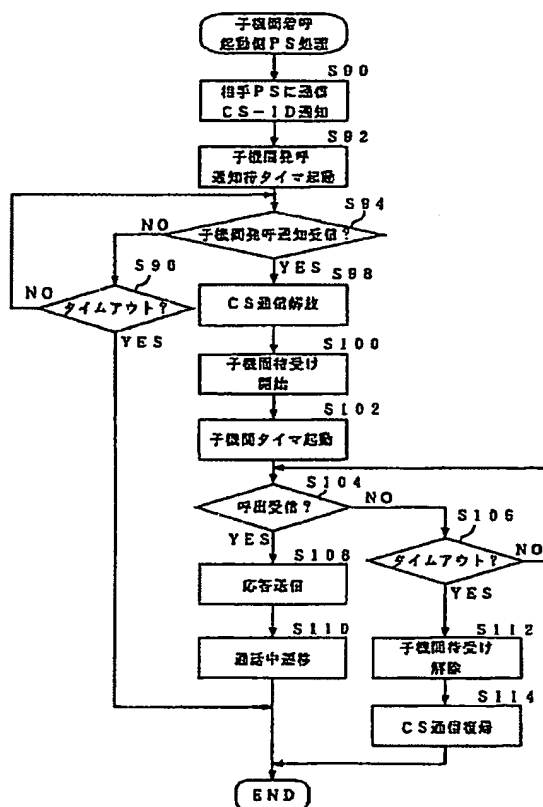 子機間着呼
起動側PS処理
S90
相手PSに通信
CS-ID通知
S92
子機間発呼
通知待タイマ起動
S94
子機間発呼通知受信?
NO
YES
S96
タイムアウト?
NO
YES
S98
CS通信解放
S100
子機間待受け
開始
S102
子機間タイマ起動
S104
呼出受信?
NO
YES
S106
タイムアウト?
NO
YES
S108
応答送信
S110
通話中遷移
S112
子機間待受け
解除
S114
CS通信復帰
END